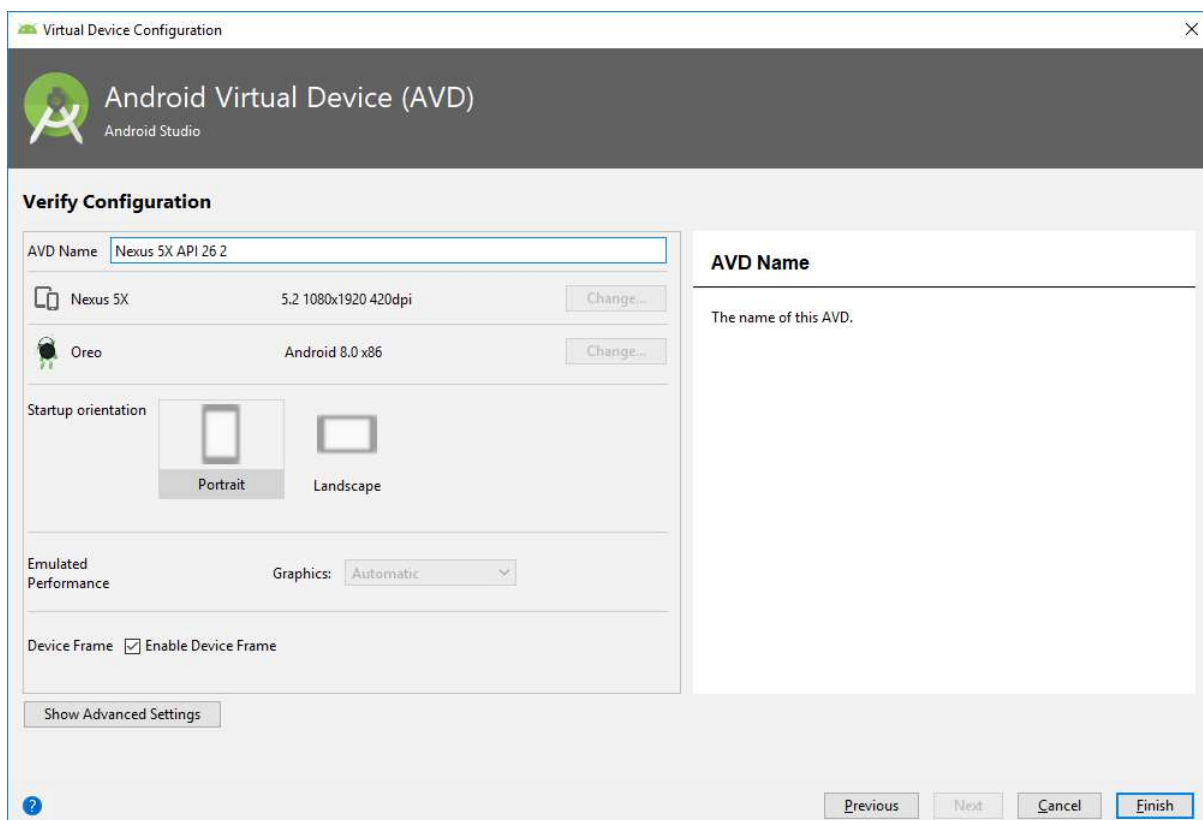 Virtual Device Configuration
Android Virtual Device (AVD)
Android Studio
Verify Configuration
AVD Name Nexus 5X API 26 2
Nexus 5X 5.2 1080x1920 420dpi Change...
Oreo Android 8.0 x86 Change...
Startup orientation
Portrait Landscape
Emulated
Performance
Graphics: Automatic
Device Frame Enable Device Frame
Show Advanced Settings
AVD Name
The name of this AVD.
?
Previous Next Cancel Finish